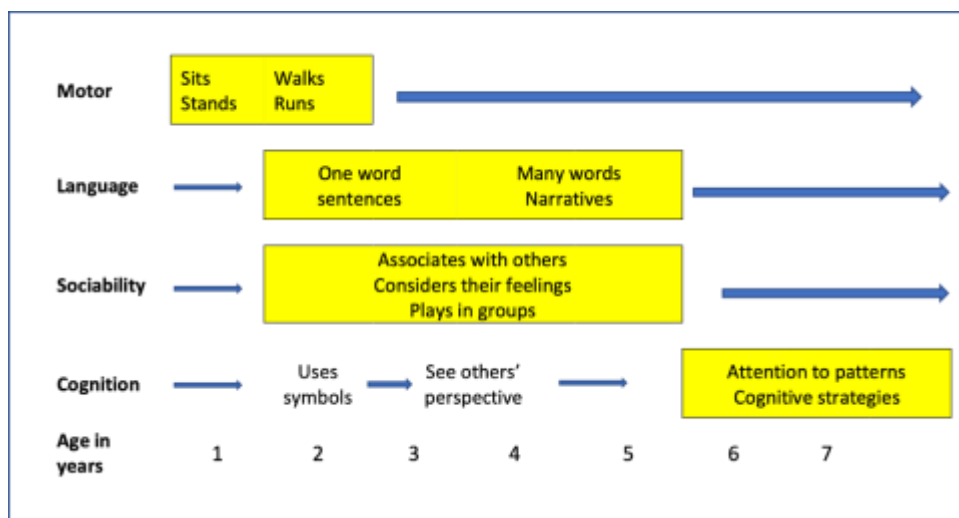 Motor
Sits
Stands
Walks
Runs
Language
One word
sentences
Many words
Narratives
Sociability
Associates with others
Considers their feelings
Plays in groups
Cognition
Uses
symbols
See others’
perspective
Attention to patterns
Cognitive strategies
Age in
years
1 2 3 4 5 6 7